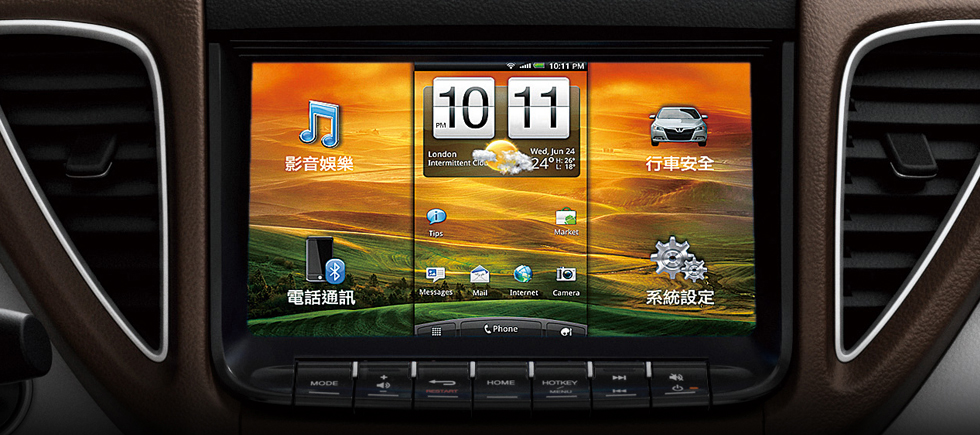 10:11 PM
10 11
PM
London
Intermittent Clo
Wed, Jun 24
24° H: 26°
L: 18°
影音娛樂
行車安全
Tips
Market
電話通訊
系統設定
Messages Mail Internet Camera
Phone
MODE
+
RESTART
HOME
HOTKEY
MENU